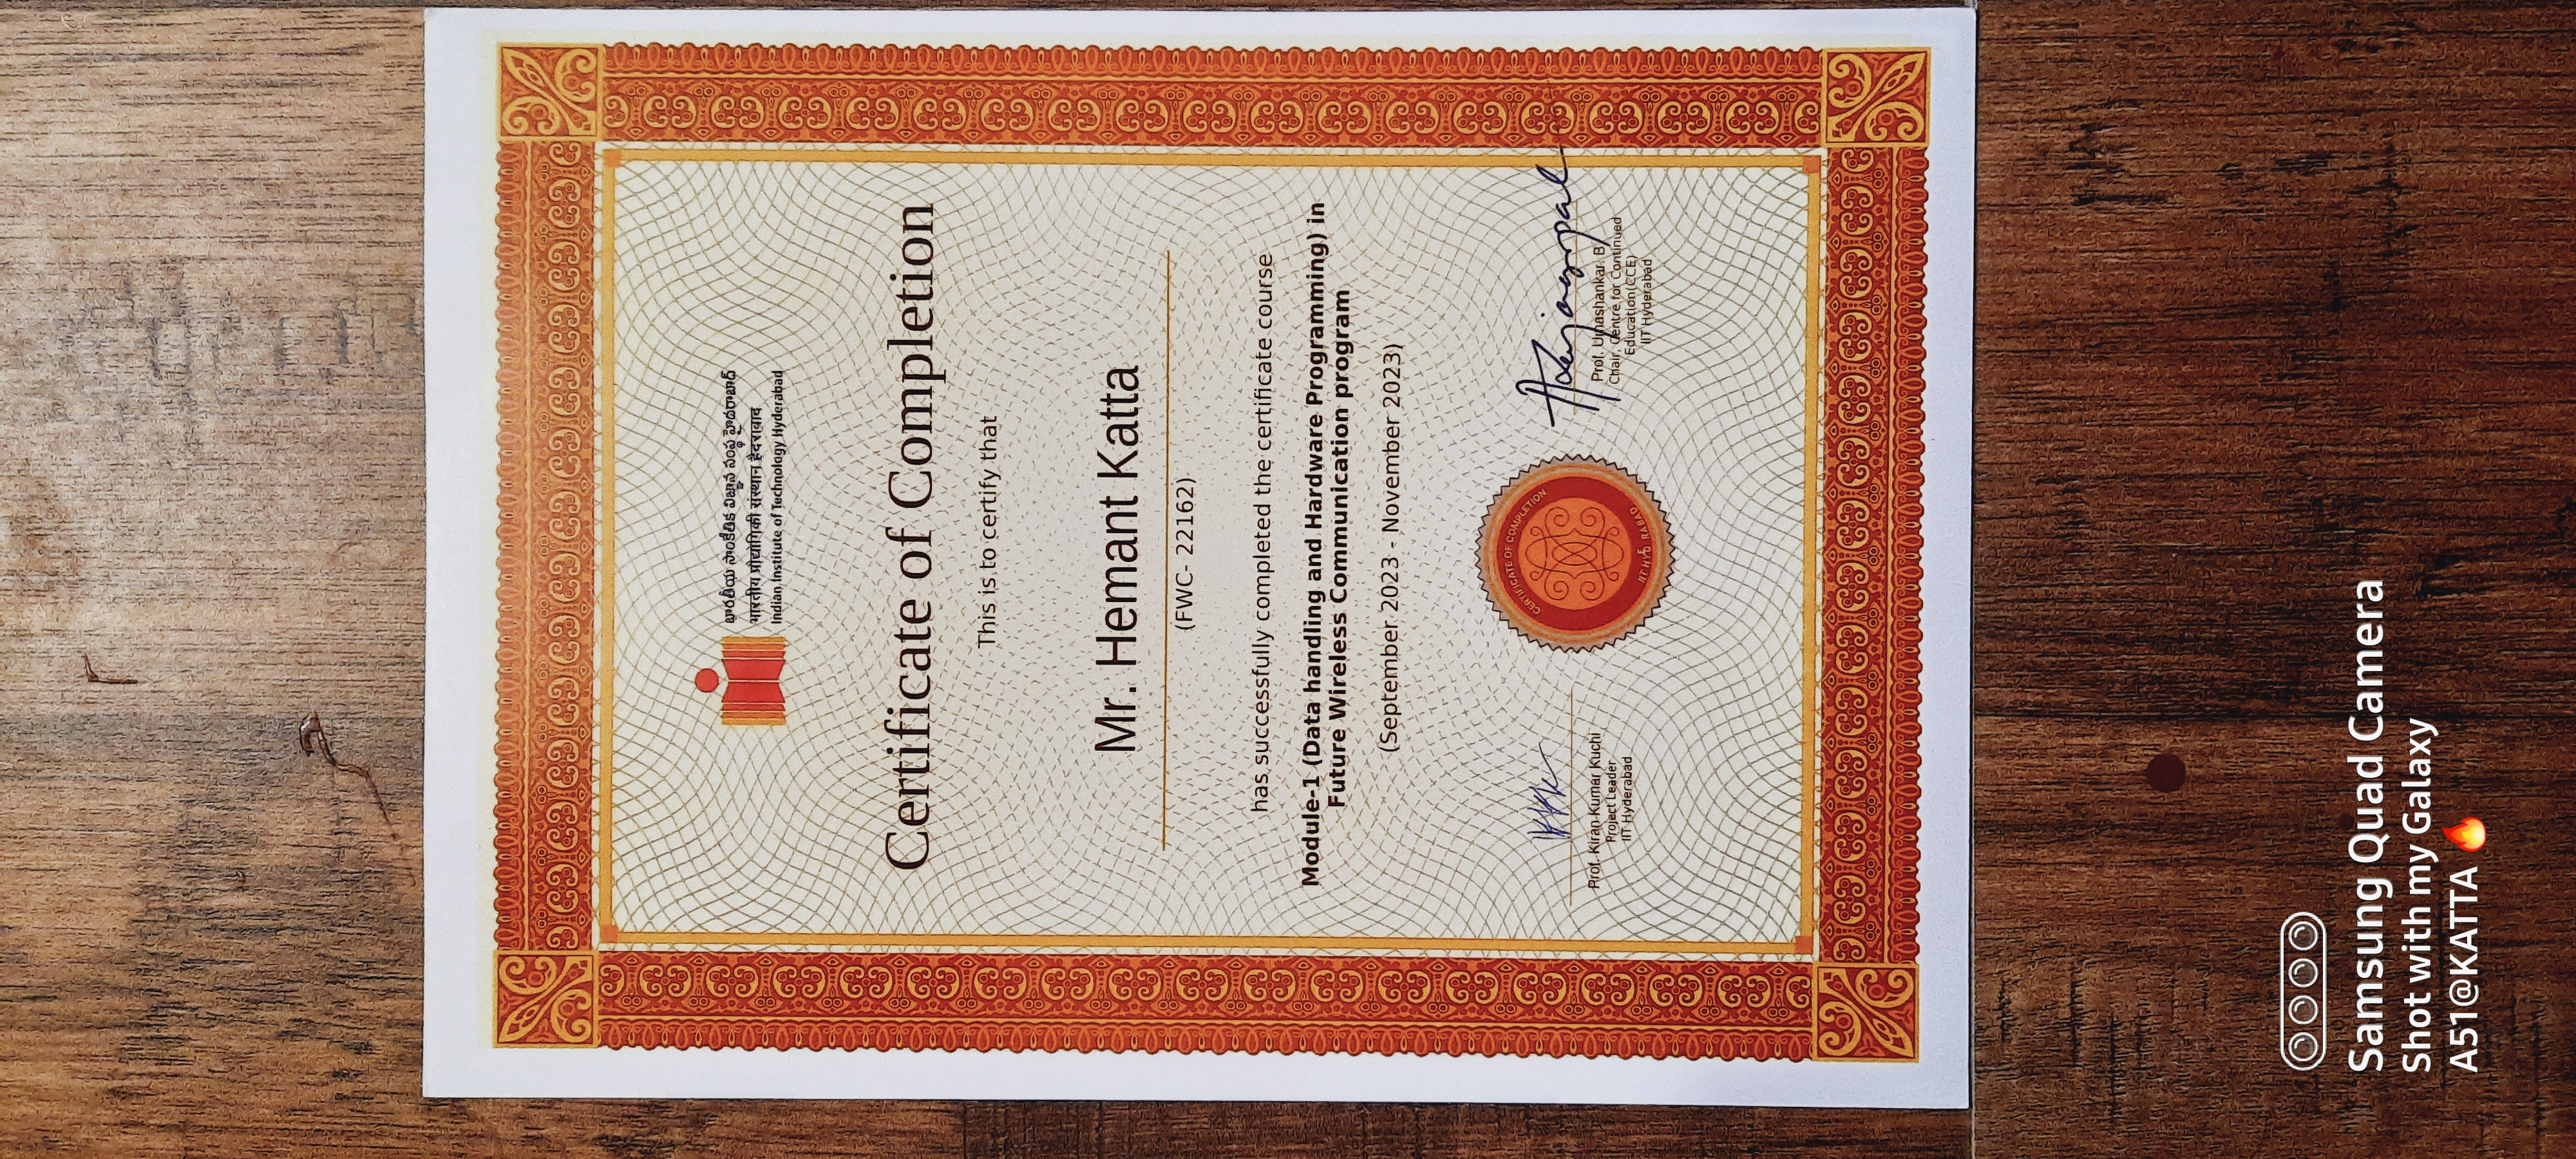 భారతీయ సాంకేతిక విజ్ఞాన సంస్థ హైదరాబాద్
भारतीय प्रौद्योगिकी संस्थान हैदराबाद
Indian Institute of Technology Hyderabad
Certificate of Completion
This is to certify that
Mr. Hemant Katta
(FWC- 22162)
has successfully completed the certificate course
Module-1 (Data handling and Hardware Programming) in
Future Wireless Communication program
(September 2023 - November 2023)
CERTIFICATE OF COMPLETION
Prof. Kiran Kumar Kuchi
Project Leader
IIT Hyderabad
Prof. Umashankar. B
Chair, Centre for Continued
Education(CCE)
IIT Hyderabad
Samsung Quad Camera
Shot with my Galaxy
A51@KATTA 🔥